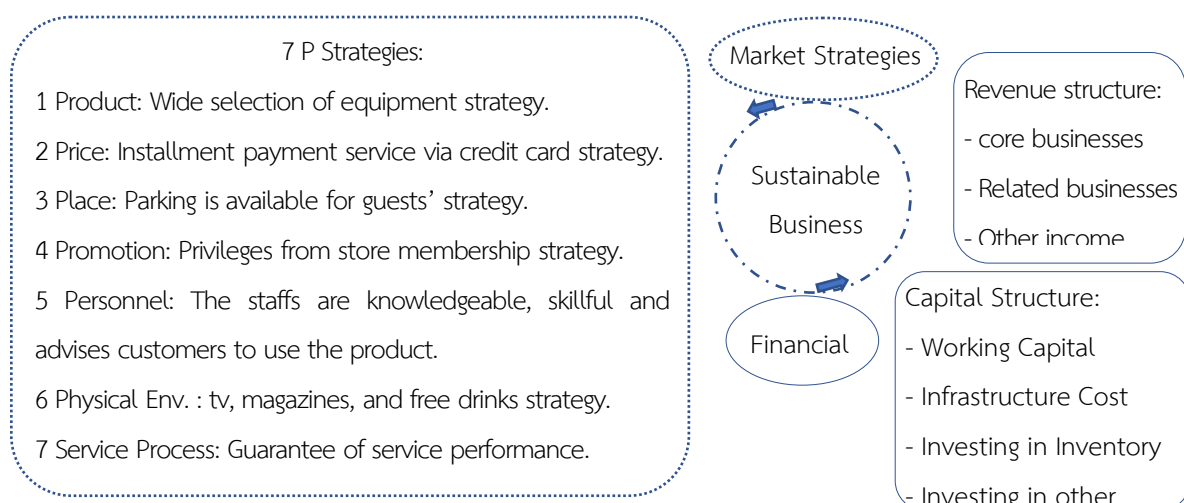 7 P Strategies:
1 Product: Wide selection of equipment strategy.
2 Price: Installment payment service via credit card strategy.
3 Place: Parking is available for guests’ strategy.
4 Promotion: Privileges from store membership strategy.
5 Personnel: The staffs are knowledgeable, skillful and
advises customers to use the product.
6 Physical Env. : tv, magazines, and free drinks strategy.
7 Service Process: Guarantee of service performance.
Market Strategies
Sustainable
Business
Financial
Revenue structure:
- core businesses
- Related businesses
- Other income
Capital Structure:
- Working Capital
- Infrastructure Cost
- Investing in Inventory
- Investing in other